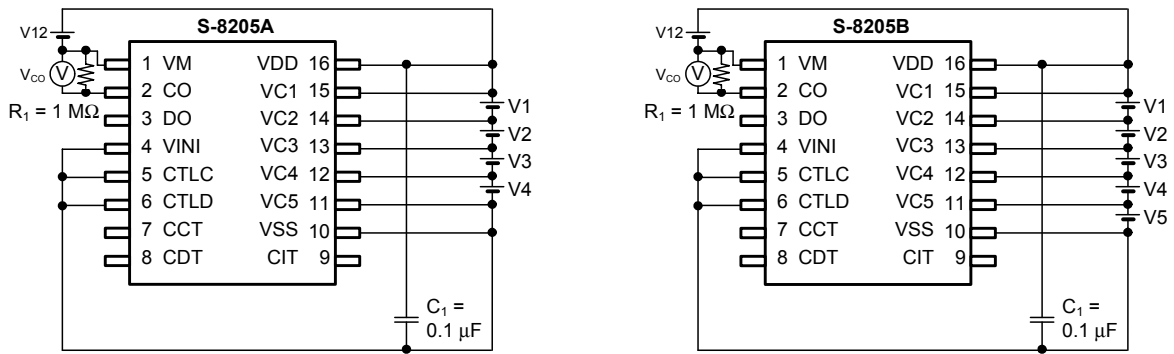 S-8205A
V12
V_CO
V
R₁ = 1 MΩ
1 VM
2 CO
3 DO
4 VINI
5 CTLC
6 CTLD
7 CCT
8 CDT
VDD 16
VC1 15
VC2 14
VC3 13
VC4 12
VC5 11
VSS 10
CIT 9
V1
V2
V3
V4
C₁ =
0.1 μF
S-8205B
V12
V_CO
V
R₁ = 1 MΩ
1 VM
2 CO
3 DO
4 VINI
5 CTLC
6 CTLD
7 CCT
8 CDT
VDD 16
VC1 15
VC2 14
VC3 13
VC4 12
VC5 11
VSS 10
CIT 9
V1
V2
V3
V4
V5
C₁ =
0.1 μF